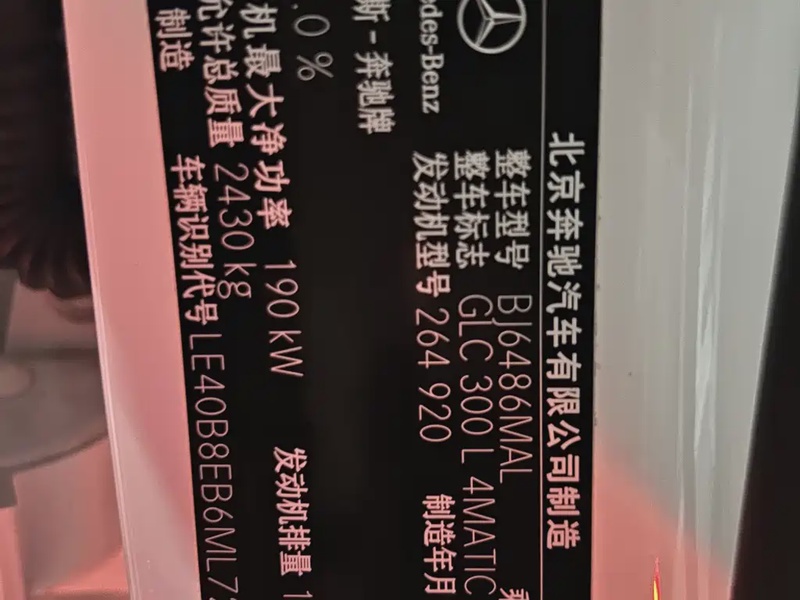 北京奔驰汽车有限公司制造
整车型号 BJ6486MAL
整车标志 GLC 300 L 4MATIC
发动机型号 264 920 制造年月
des-Benz
斯-奔驰牌
.0 %
机最大净功率 190 kW 发动机排量 1
允许总质量 2430 kg
制造 车辆识别代号 LE40B8EB6ML7